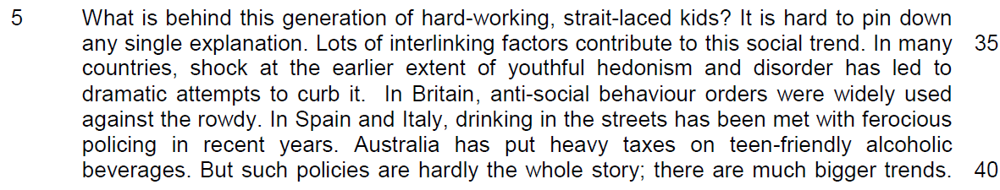 5 What is behind this generation of hard-working, strait-laced kids? It is hard to pin down
any single explanation. Lots of interlinking factors contribute to this social trend. In many 35
countries, shock at the earlier extent of youthful hedonism and disorder has led to
dramatic attempts to curb it.  In Britain, anti-social behaviour orders were widely used
against the rowdy. In Spain and Italy, drinking in the streets has been met with ferocious
policing in recent years. Australia has put heavy taxes on teen-friendly alcoholic
beverages. But such policies are hardly the whole story; there are much bigger trends. 40